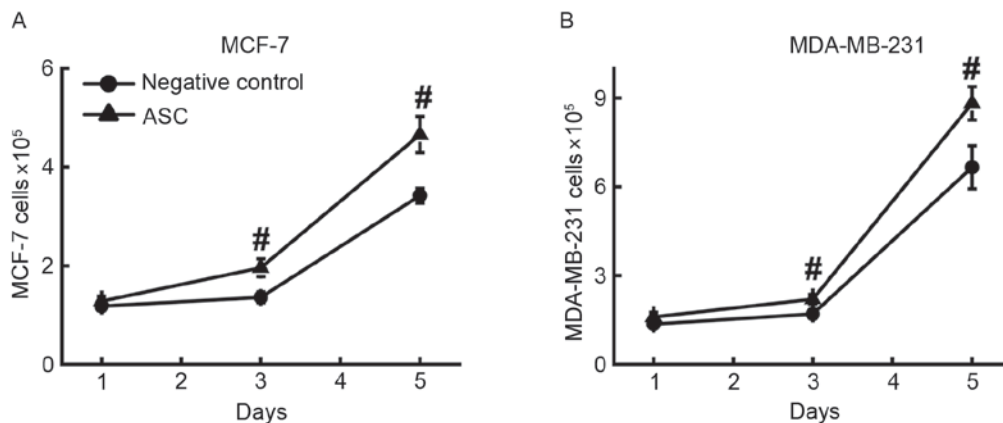 A
MCF-7
MCF-7 cells ×10⁵
6
4
2
0
Negative control
ASC
#
#
1 2 3 4 5
Days
B
MDA-MB-231
MDA-MB-231 cells ×10⁵
9
6
3
0
#
#
1 2 3 4 5
Days